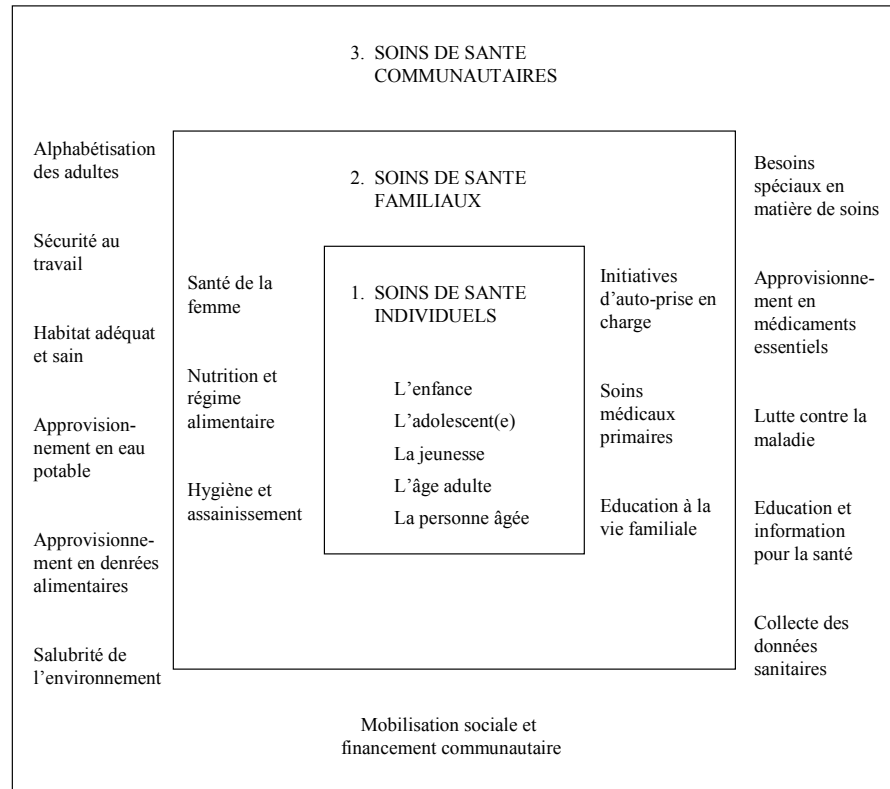 3. SOINS DE SANTE
COMMUNAUTAIRES
Alphabétisation
des adultes
Sécurité au
travail
Habitat adéquat
et sain
Approvision-
nement en eau
potable
Approvisionne-
ment en denrées
alimentaires
Salubrité de
l'environnement
2. SOINS DE SANTE
FAMILIAUX
Santé de la
femme
Nutrition et
régime
alimentaire
Hygiène et
assainissement
1. SOINS DE SANTE
INDIVIDUELS
L'enfance
L'adolescent(e)
La jeunesse
L'âge adulte
La personne âgée
Initiatives
d'auto-prise en
charge
Soins
médicaux
primaires
Education à la
vie familiale
Besoins
spéciaux en
matière de soins
Approvisionne-
ment en
médicaments
essentiels
Lutte contre la
maladie
Education et
information
pour la santé
Collecte des
données
sanitaires
Mobilisation sociale et
financement communautaire